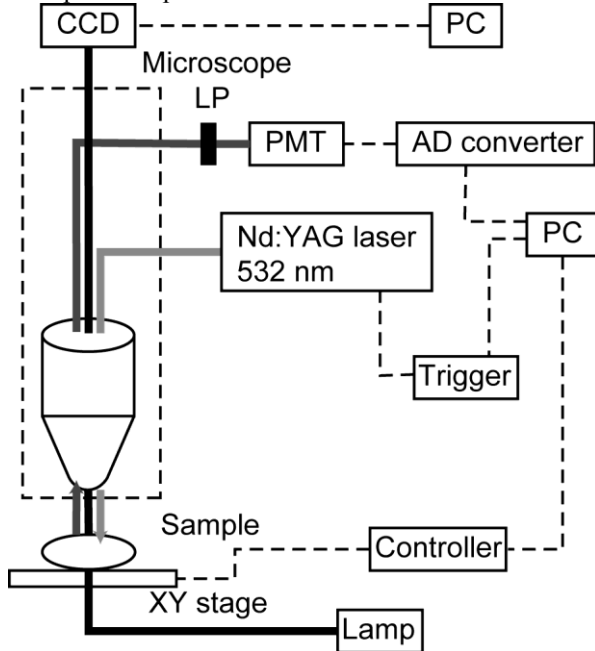 CCD
PC
Microscope
LP
PMT
AD converter
Nd:YAG laser
532 nm
PC
Trigger
Sample
Controller
XY stage
Lamp